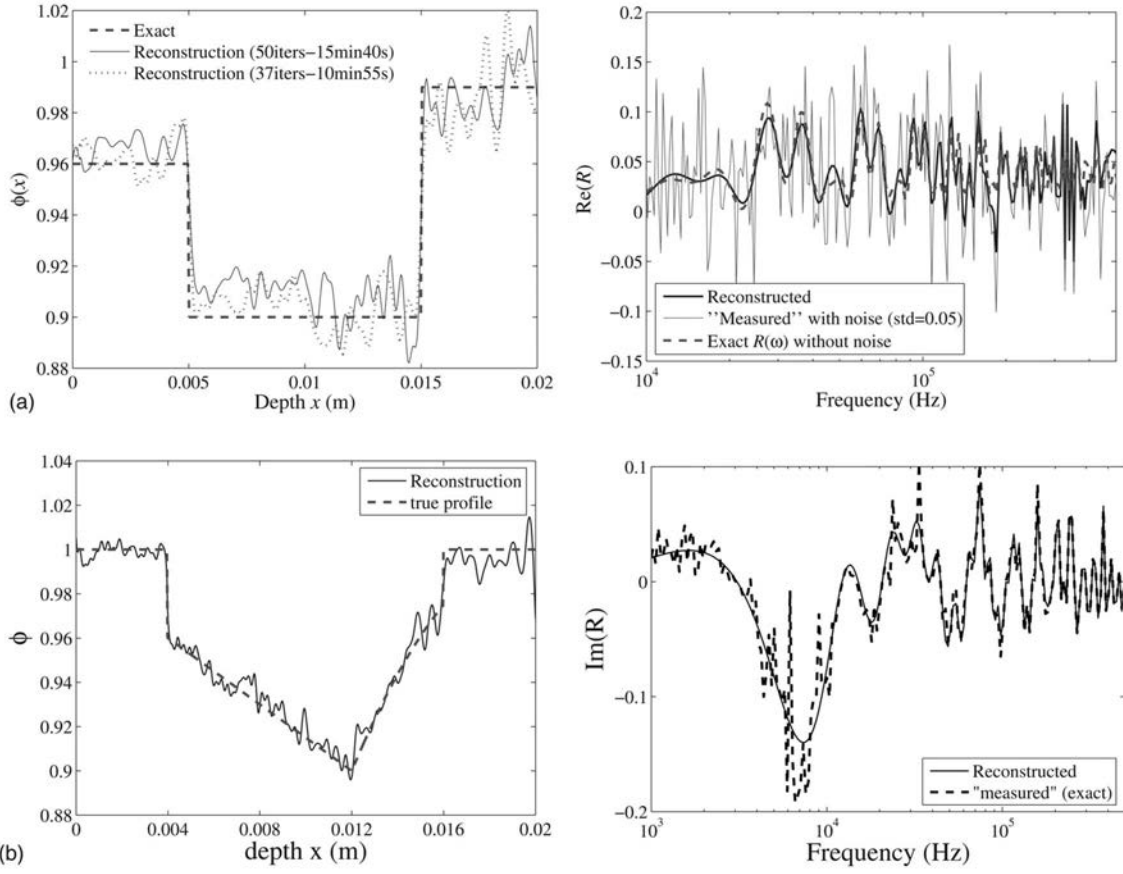 1.02
1
0.98
0.96
0.94
0.92
0.9
0.88
ϕ(x)
Exact
Reconstruction (50iters−15min40s)
Reconstruction (37iters−10min55s)
0 0.005 0.01 0.015 0.02
Depth x (m)
(a)
0.2
0.15
0.1
0.05
0
−0.05
−0.1
−0.15
Re(R)
Reconstructed
''Measured'' with noise (std=0.05)
Exact R(ω) without noise
10^4 10^5
Frequency (Hz)
1.04
1.02
1
0.98
0.96
0.94
0.92
0.9
0.88
ϕ
Reconstruction
true profile
0 0.004 0.008 0.012 0.016 0.02
depth x (m)
(b)
0.1
0
−0.1
−0.2
Im(R)
Reconstructed
"measured" (exact)
10^3 10^4 10^5
Frequency (Hz)